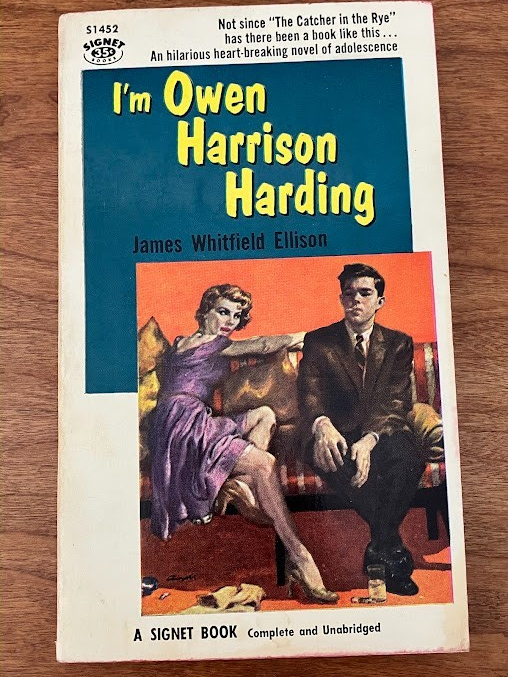 S1452
SIGNET
35¢
BOOKS
Not since "The Catcher in the Rye"
has there been a book like this...
An hilarious heart-breaking novel of adolescence
I'm Owen
Harrison
Harding
James Whitfield Ellison
A SIGNET BOOK Complete and Unabridged